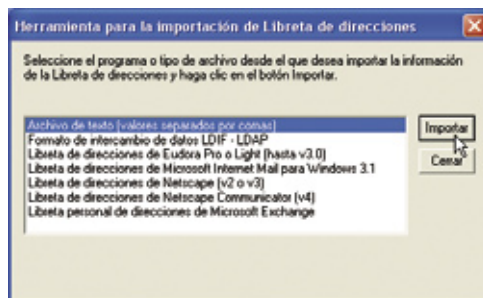 Herramienta para la importación de Libreta de direcciones
Seleccione el programa o tipo de archivo desde el que desea importar la información
de la Libreta de direcciones y haga clic en el botón Importar.
Archivo de texto (valores separados por comas)
Formato de intercambio de datos LDIF - LDAP
Libreta de direcciones de Eudora Pro o Light (hasta v3.0)
Libreta de direcciones de Microsoft Internet Mail para Windows 3.1
Libreta de direcciones de Netscape (v2 o v3)
Libreta de direcciones de Netscape Communicator (v4)
Libreta personal de direcciones de Microsoft Exchange
Importar
Cerrar